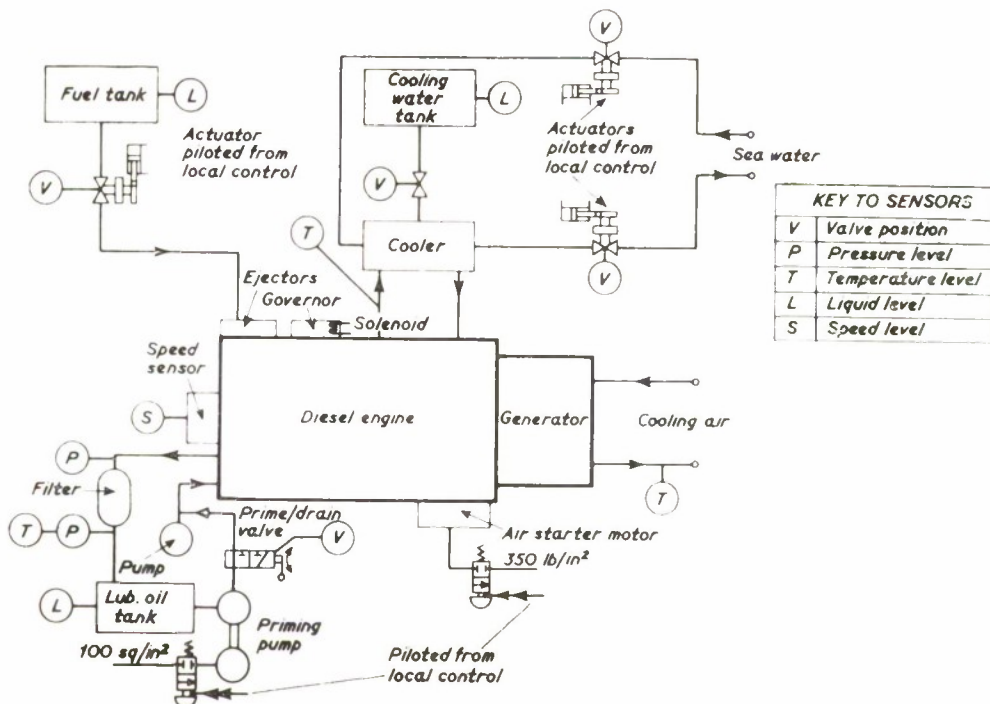 V
Fuel tank
L
Cooling
water
tank
L
Actuator
piloted from
local control
Actuators
piloted from
local control
Sea water
V
V
KEY TO SENSORS
V Valve position
P Pressure level
T Temperature level
L Liquid level
S Speed level
T
Cooler
V
Ejectors
Governor
Solenoid
Speed
sensor
S
Diesel engine
Generator
Cooling air
P
Filter
T
P
Pump
Prime/drain
valve
V
Air starter motor
T
350 lb/in²
L
Lub. oil
tank
Priming
pump
100 sq/in²
Piloted from
local control